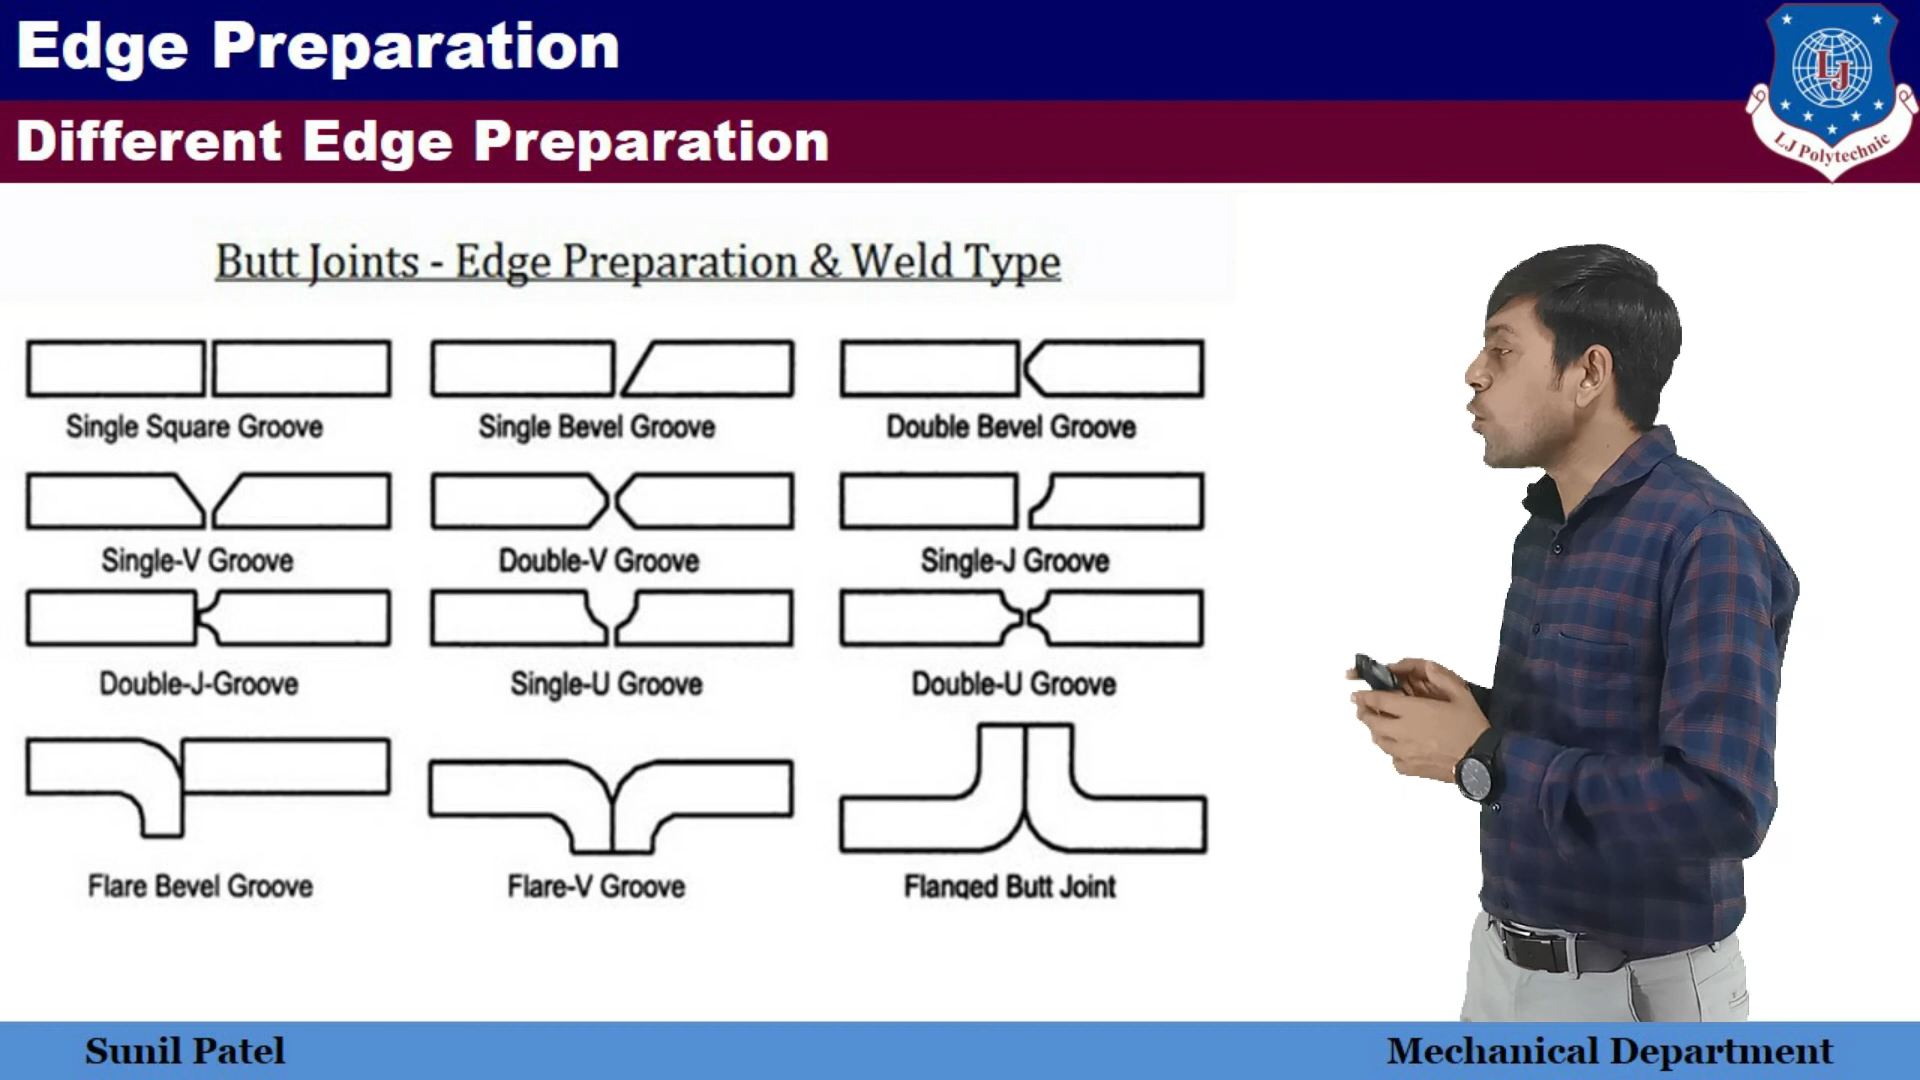 Edge Preparation
Different Edge Preparation
LJ
LJ Polytechnic
Butt Joints - Edge Preparation & Weld Type
Single Square Groove
Single Bevel Groove
Double Bevel Groove
Single-V Groove
Double-V Groove
Single-J Groove
Double-J-Groove
Single-U Groove
Double-U Groove
Flare Bevel Groove
Flare-V Groove
Flanged Butt Joint
Sunil Patel
Mechanical Department